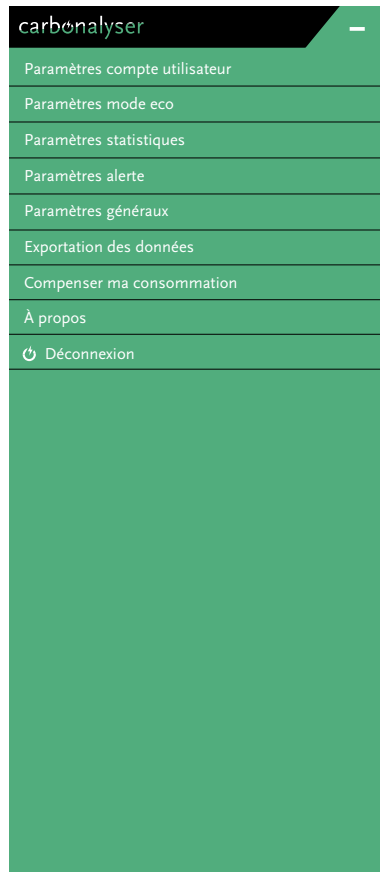 carbonalyser
Paramètres compte utilisateur
Paramètres mode eco
Paramètres statistiques
Paramètres alerte
Paramètres généraux
Exportation des données
Compenser ma consommation
À propos
Déconnexion